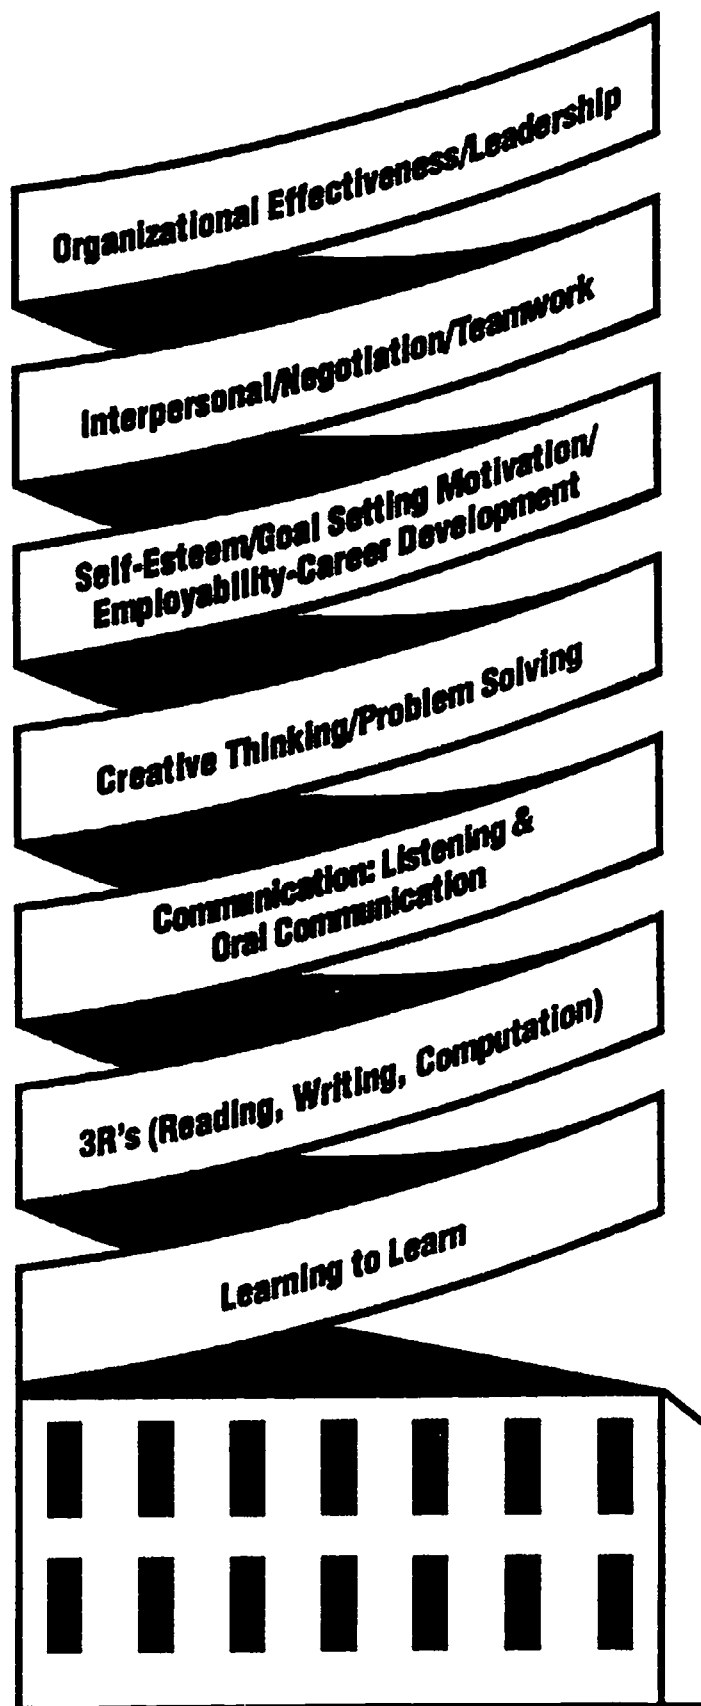 Organizational Effectiveness/Leadership
Interpersonal/Negotiation/Teamwork
Self-Esteem/Goal Setting Motivation/
Employability-Career Development
Creative Thinking/Problem Solving
Communication: Listening &
Oral Communication
3R's (Reading, Writing, Computation)
Learning to Learn